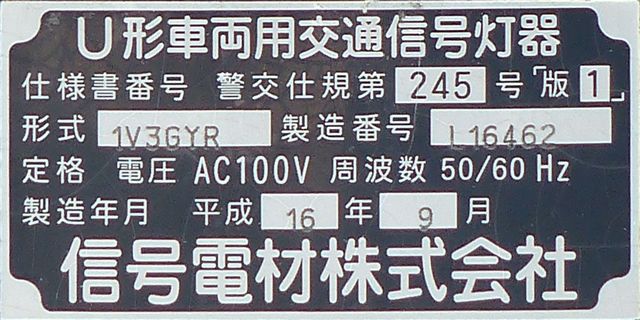 U形車両用交通信号灯器
仕様書番号 警交仕規第 245 号「版 1」
形式 1V3GYR 製造番号 L16462
定格 電圧 AC100V 周波数 50/60 Hz
製造年月 平成 16 年 9 月
信号電材株式会社